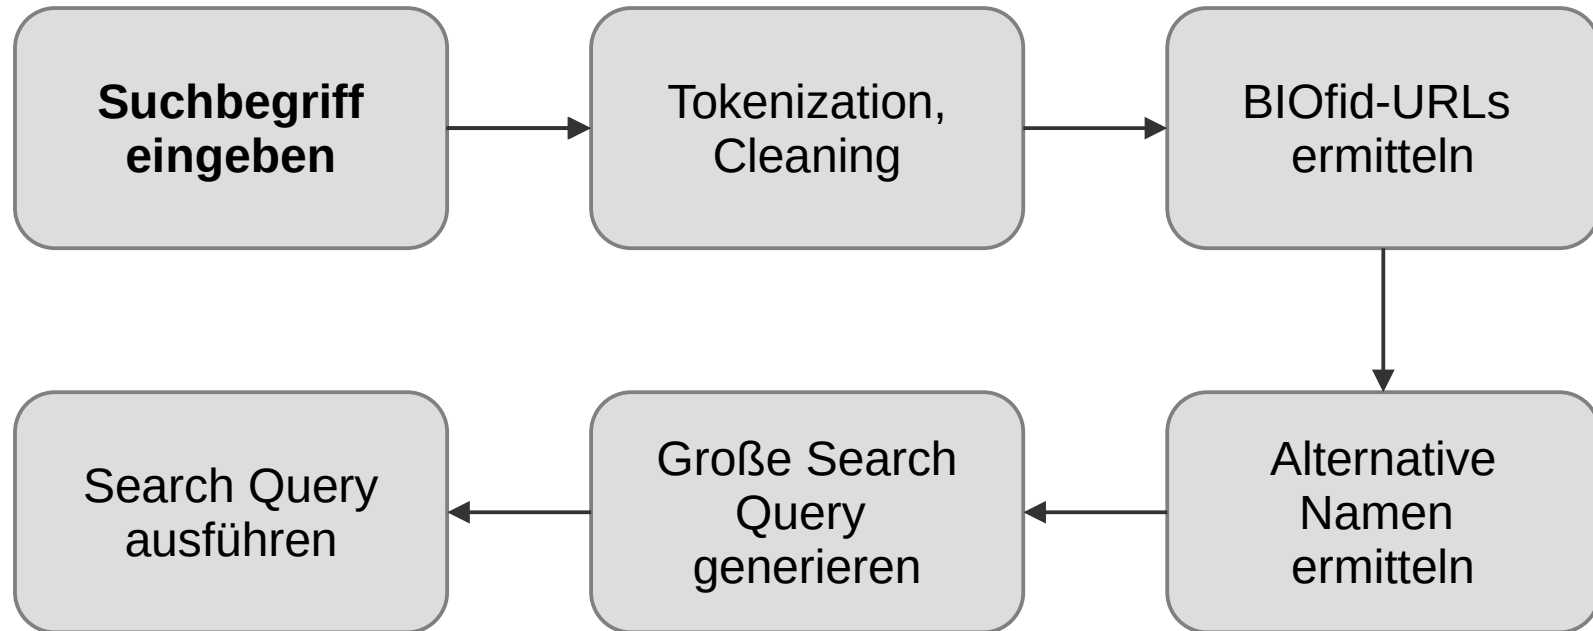 Suchbegriff
eingeben
Tokenization,
Cleaning
BIOfid-URLs
ermitteln
Alternative
Namen
ermitteln
Große Search
Query
generieren
Search Query
ausführen